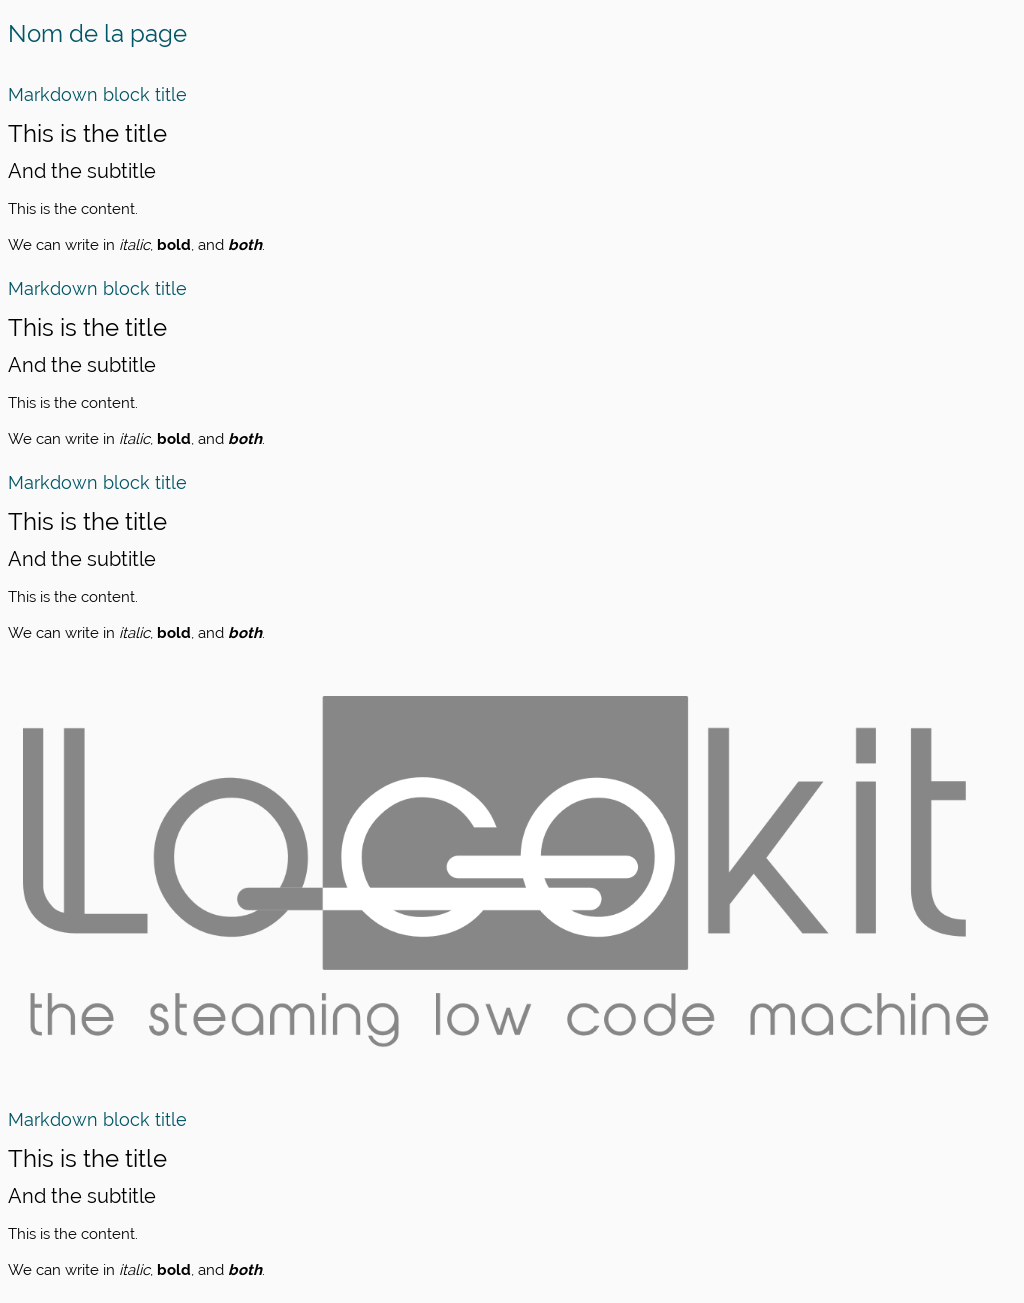 Nom de la page
Markdown block title
This is the title
And the subtitle
This is the content.
We can write in italic, bold, and both.
Markdown block title
This is the title
And the subtitle
This is the content.
We can write in italic, bold, and both.
Markdown block title
This is the title
And the subtitle
This is the content.
We can write in italic, bold, and both.
Locokit
the steaming low code machine
Markdown block title
This is the title
And the subtitle
This is the content.
We can write in italic, bold, and both.